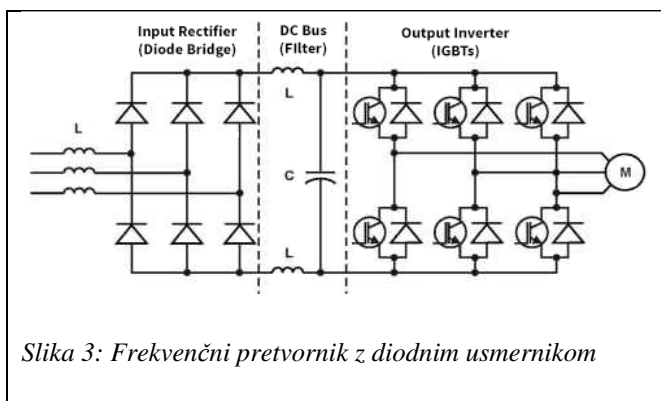 Input Rectifier
(Diode Bridge)
DC Bus
(FIlter)
Output Inverter
(IGBTs)
L
L
C
L
M
Slika 3: Frekvenčni pretvornik z diodnim usmernikom